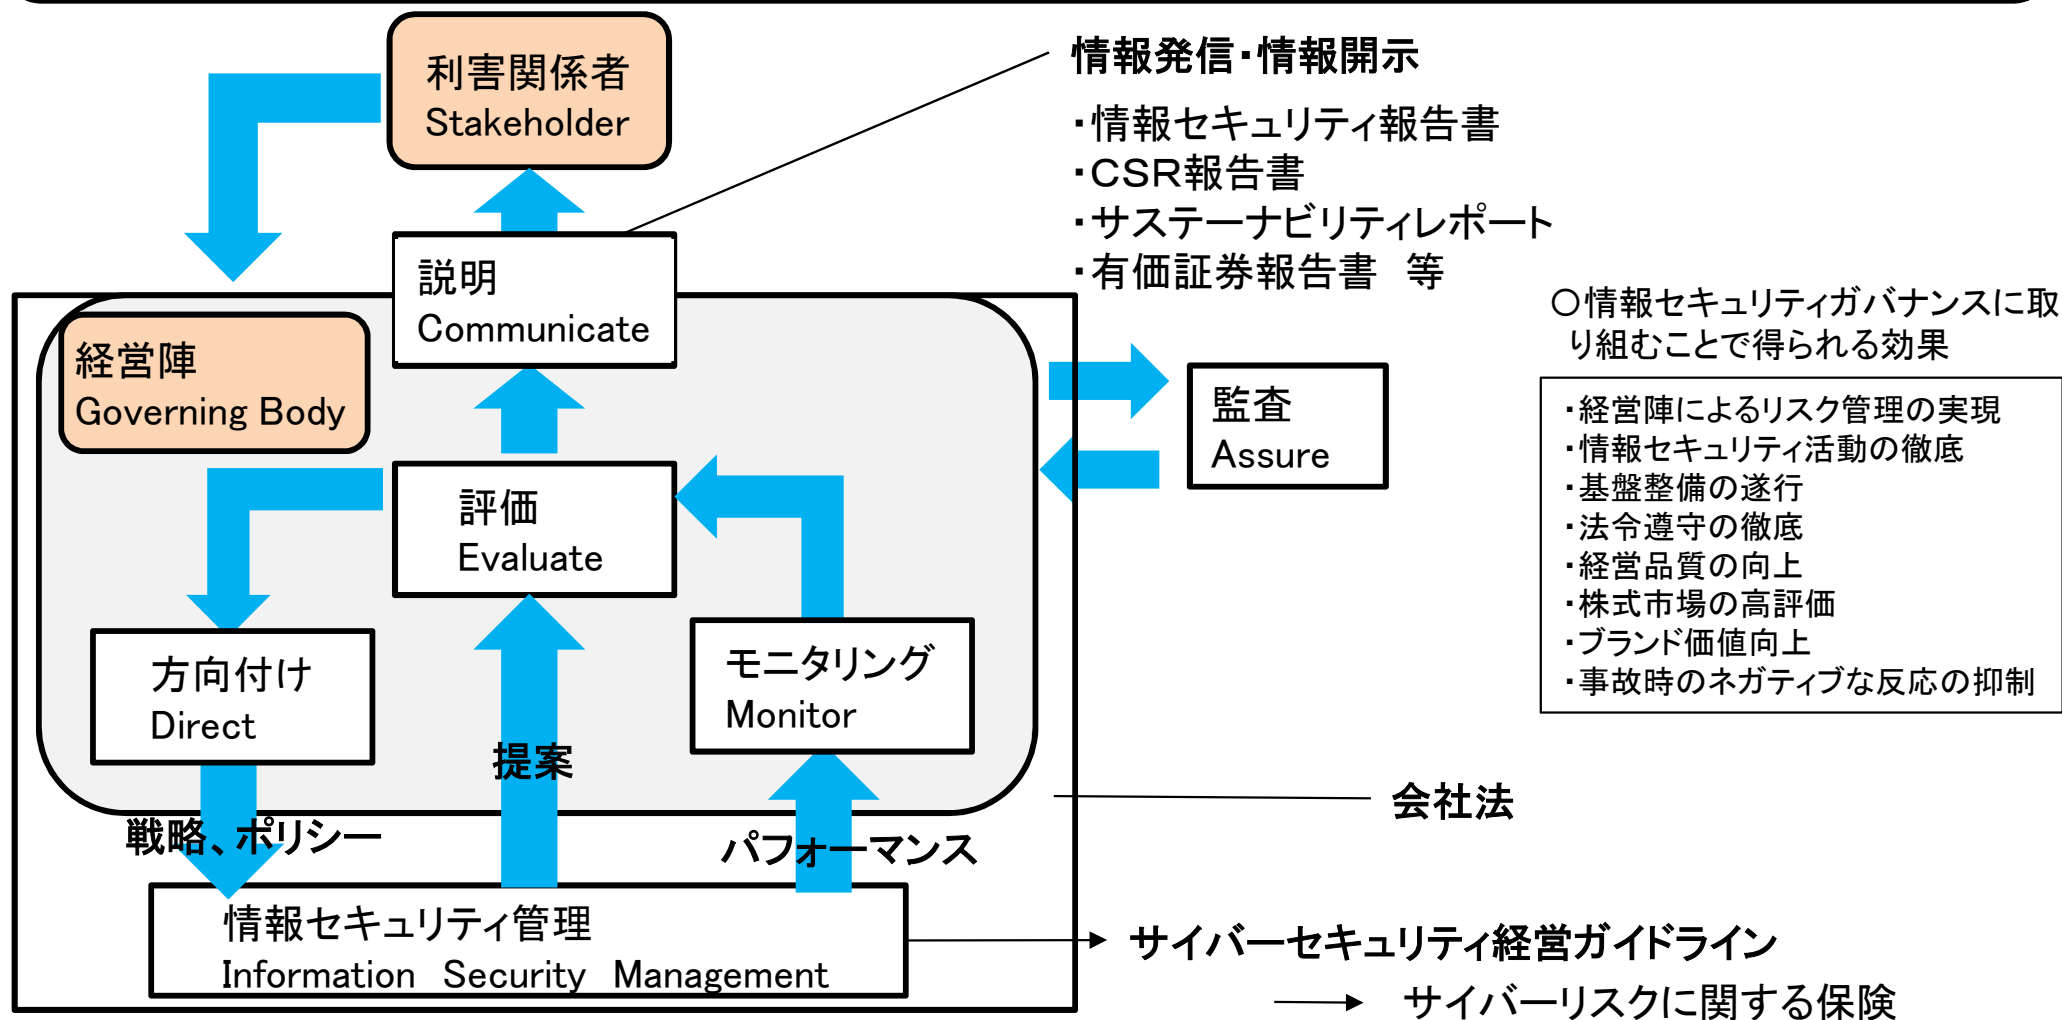 利害関係者
Stakeholder
情報発信・情報開示
・情報セキュリティ報告書
・CSR報告書
・サステーナビリティレポート
・有価証券報告書　等
説明
Communicate
経営陣
Governing Body
監査
Assure
評価
Evaluate
方向付け
Direct
モニタリング
Monitor
提案
戦略、ポリシー
パフォーマンス
情報セキュリティ管理
Information Security Management
〇情報セキュリティガバナンスに取
り組むことで得られる効果
・経営陣によるリスク管理の実現
・情報セキュリティ活動の徹底
・基盤整備の遂行
・法令遵守の徹底
・経営品質の向上
・株式市場の高評価
・ブランド価値向上
・事故時のネガティブな反応の抑制
会社法
サイバーセキュリティ経営ガイドライン
サイバーリスクに関する保険